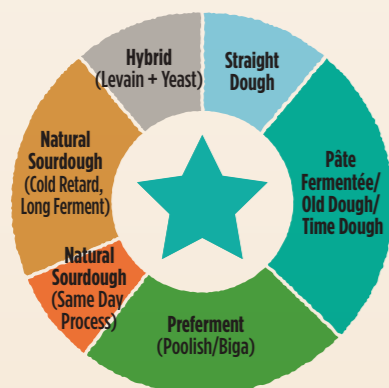 Hybrid
(Levain + Yeast)
Straight
Dough
Pâte
Fermentée/
Old Dough/
Time Dough
Preferment
(Poolish/Biga)
Natural
Sourdough
(Same Day
Process)
Natural
Sourdough
(Cold Retard,
Long Ferment)